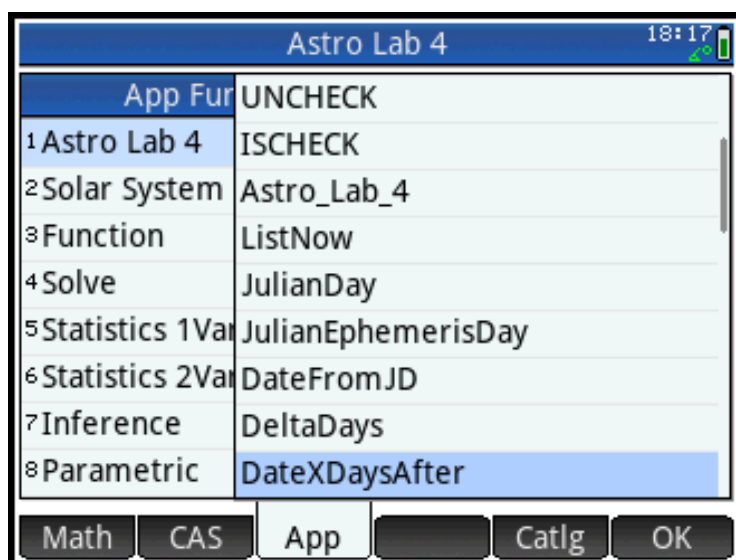 Astro Lab 4
18:17
App Fur
1 Astro Lab 4
2 Solar System
3 Function
4 Solve
5 Statistics 1Var
6 Statistics 2Var
7 Inference
8 Parametric
UNCHECK
ISCHECK
Astro_Lab_4
ListNow
JulianDay
JulianEphemerisDay
DateFromJD
DeltaDays
DateXDaysAfter
Math CAS App Catlg OK